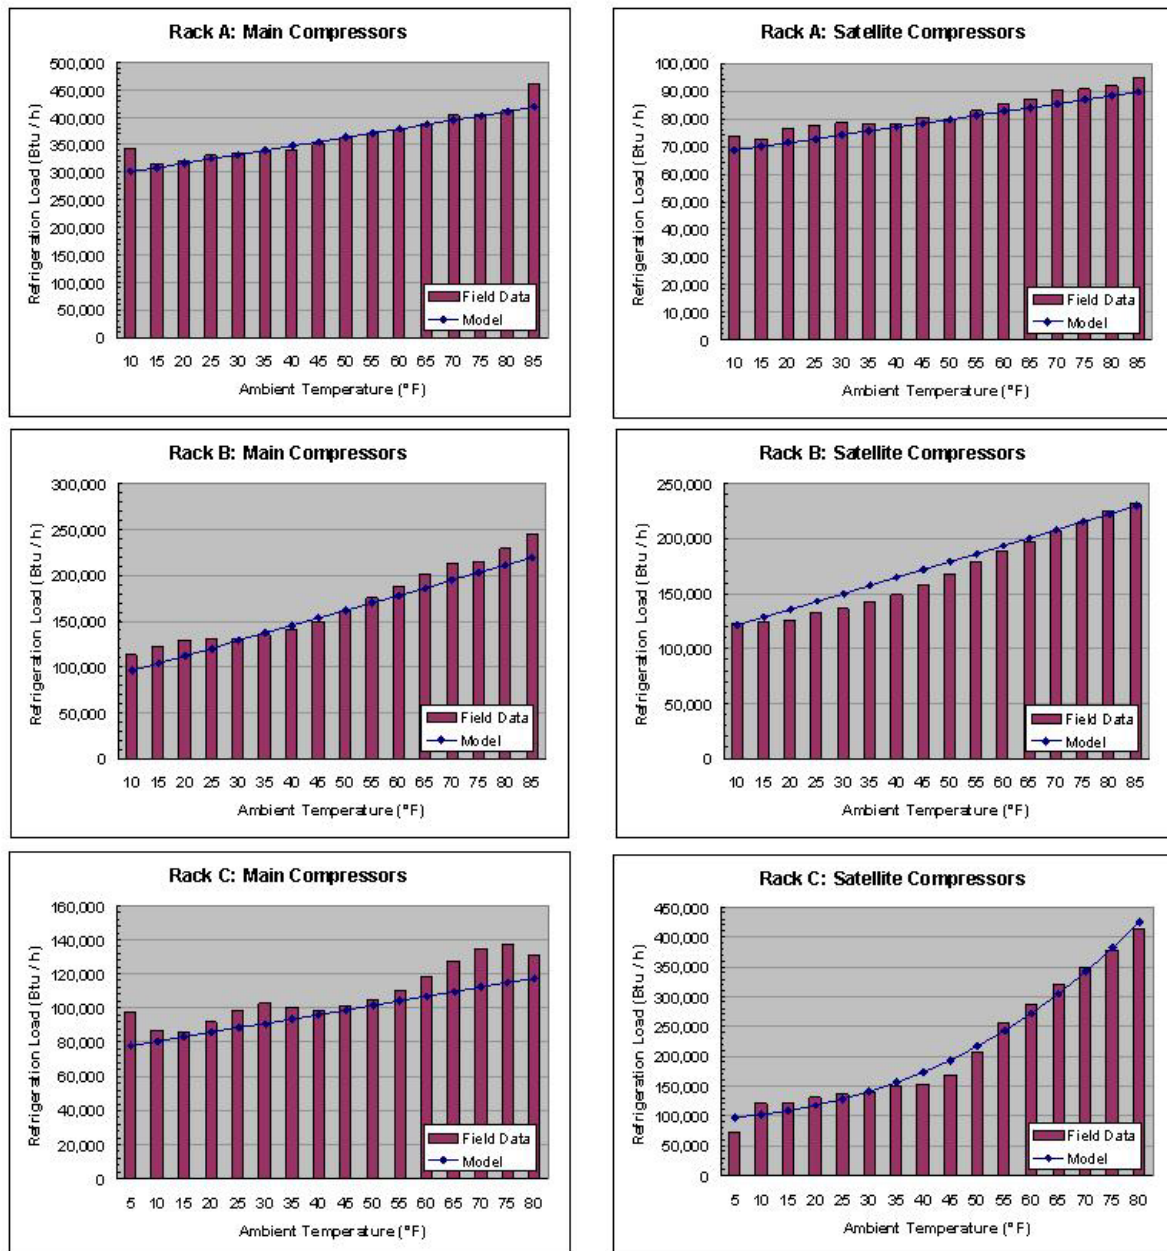 Rack A: Main Compressors
Refrigeration Load (Btu / h)
500,000
450,000
400,000
350,000
300,000
250,000
200,000
150,000
100,000
50,000
0
Field Data
Model
10 15 20 25 30 35 40 45 50 55 60 65 70 75 80 85
Ambient Temperature (°F)
Rack A: Satellite Compressors
Refrigeration Load (Btu / h)
100,000
90,000
80,000
70,000
60,000
50,000
40,000
30,000
20,000
10,000
0
Field Data
Model
10 15 20 25 30 35 40 45 50 55 60 65 70 75 80 85
Ambient Temperature (°F)
Rack B: Main Compressors
Refrigeration Load (Btu / h)
300,000
250,000
200,000
150,000
100,000
50,000
0
Field Data
Model
10 15 20 25 30 35 40 45 50 55 60 65 70 75 80 85
Ambient Temperature (°F)
Rack B: Satellite Compressors
Refrigeration Load (Btu / h)
250,000
200,000
150,000
100,000
50,000
0
Field Data
Model
10 15 20 25 30 35 40 45 50 55 60 65 70 75 80 85
Ambient Temperature (°F)
Rack C: Main Compressors
Refrigeration Load (Btu / h)
160,000
140,000
120,000
100,000
80,000
60,000
40,000
20,000
0
Field Data
Model
5 10 15 20 25 30 35 40 45 50 55 60 65 70 75 80
Ambient Temperature (°F)
Rack C: Satellite Compressors
Refrigeration Load (Btu / h)
450,000
400,000
350,000
300,000
250,000
200,000
150,000
100,000
50,000
0
Field Data
Model
5 10 15 20 25 30 35 40 45 50 55 60 65 70 75 80
Ambient Temperature (°F)